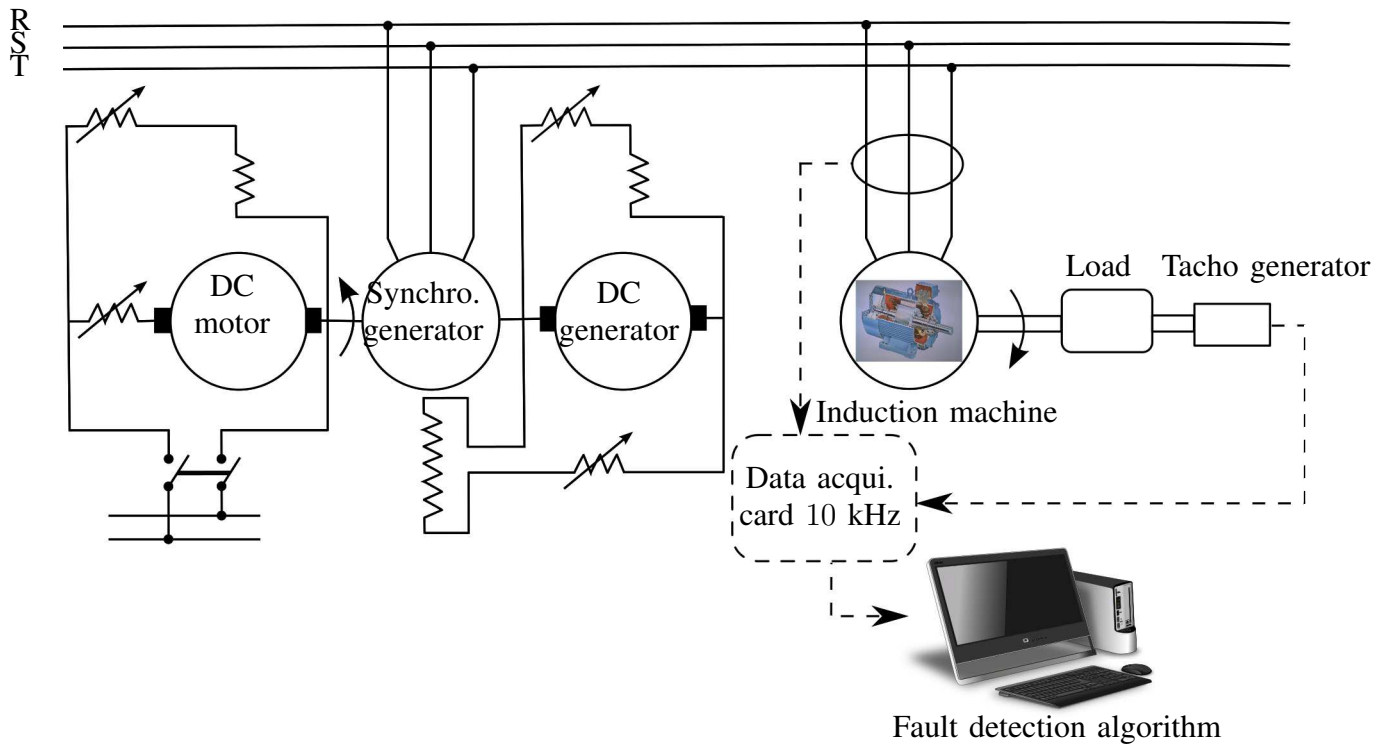 R
S
T
DC
motor
Synchro.
generator
DC
generator
Load
Tacho generator
Induction machine
Data acqui.
card 10 kHz
Fault detection algorithm